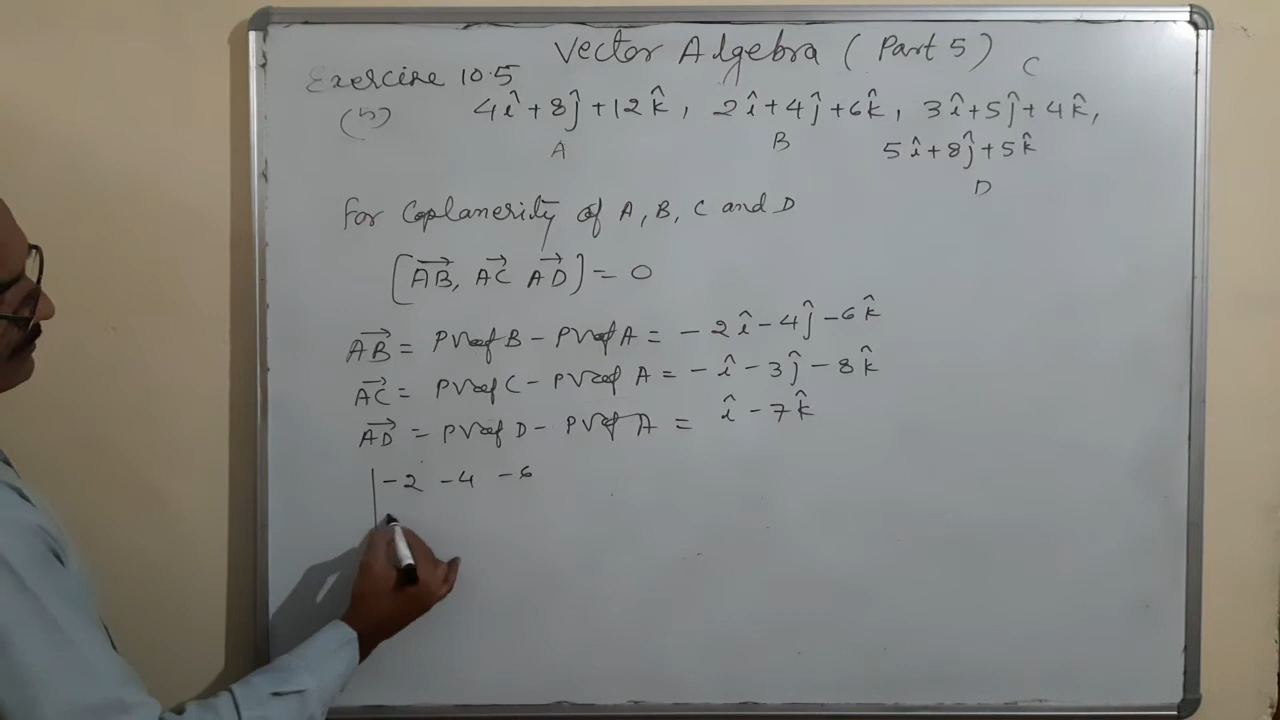 Vector Algebra (Part 5)
Exercise 10.5
C
(5) 4î+8ĵ+12k̂, 2î+4ĵ+6k̂, 3î+5ĵ+4k̂,
A B 5î+8ĵ+5k̂
D
For Coplanerity of A, B, C and D
[AB⃗, AC⃗ AD⃗] = 0
AB⃗ = PV of B - PV of A = -2î-4ĵ-6k̂
AC⃗ = PV of C - PV of A = -î-3ĵ-8k̂
AD⃗ = PV of D - PV of A = î-7k̂
|-2 -4 -6